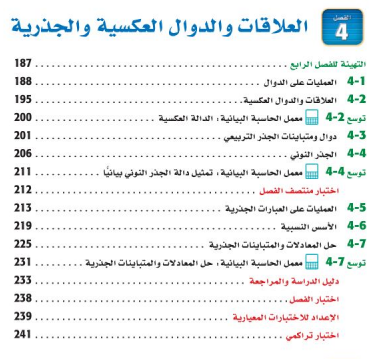 الفصل 4 العلاقات والدوال العكسية والجذرية
التهيئة للفصل الرابع 187
4-1 العمليات على الدوال 188
4-2 العلاقات والدوال العكسية 195
توسع 4-2 معمل الحاسبة البيانية: الدالة العكسية 200
4-3 دوال ومتباينات الجذر التربيعي 201
4-4 الجذر النوني 206
توسع 4-4 معمل الحاسبة البيانية: تمثيل دالة الجذر النوني بيانيًا 211
اختبار منتصف الفصل 212
4-5 العمليات على العبارات الجذرية 213
4-6 الأسس النسبية 219
4-7 حل المعادلات والمتباينات الجذرية 225
توسع 4-7 معمل الحاسبة البيانية: حل المعادلات والمتباينات الجذرية 231
دليل الدراسة والمراجعة 233
اختبار الفصل 238
الإعداد للاختبارات المعيارية 239
اختبار تراكمي 241